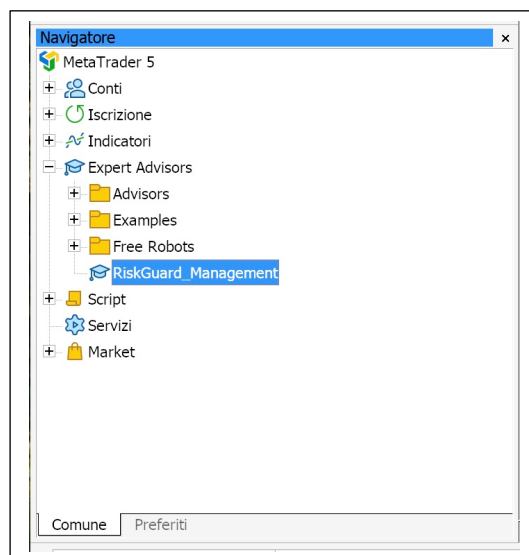 Navigatore
MetaTrader 5
Conti
Iscrizione
Indicatori
Expert Advisors
Advisors
Examples
Free Robots
RiskGuard_Management
Script
Servizi
Market
Comune Preferiti